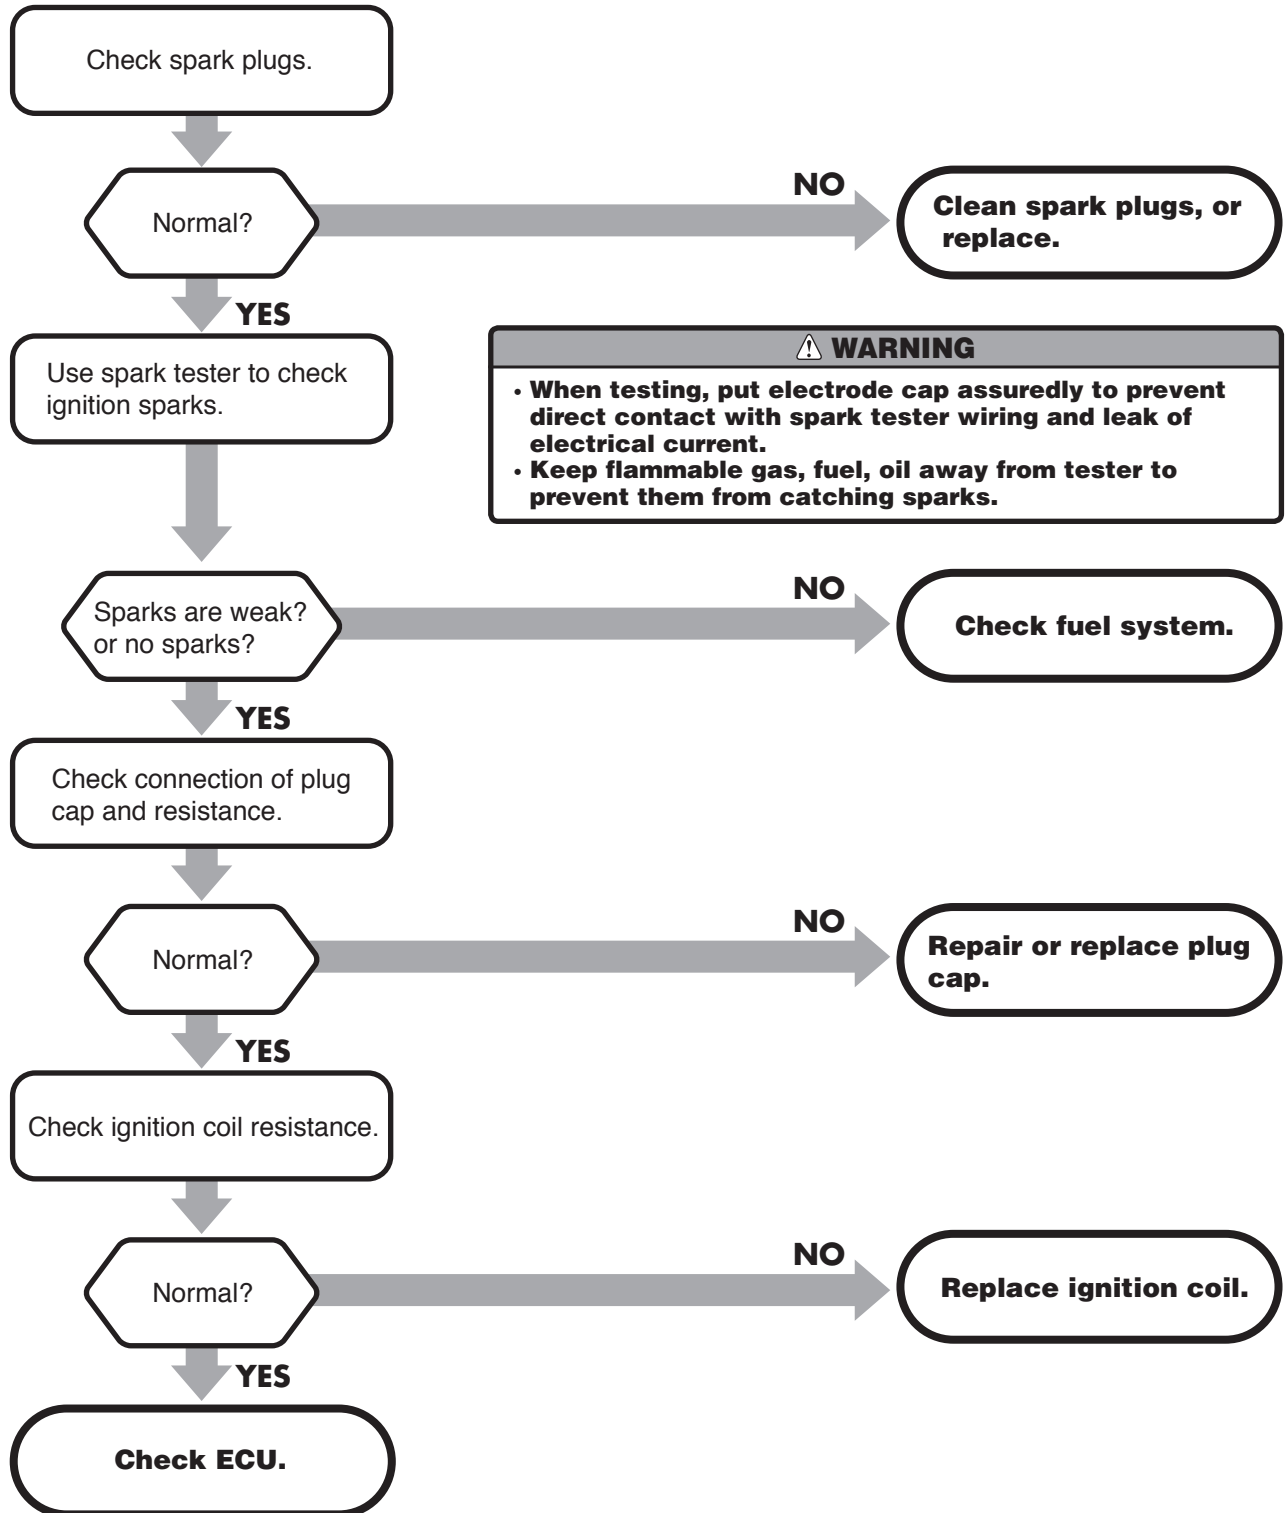 Check spark plugs.
Normal?
NO
Clean spark plugs, or
replace.
YES
Use spark tester to check
ignition sparks.
WARNING
• When testing, put electrode cap assuredly to prevent
direct contact with spark tester wiring and leak of
electrical current.
• Keep flammable gas, fuel, oil away from tester to
prevent them from catching sparks.
Sparks are weak?
or no sparks?
NO
Check fuel system.
YES
Check connection of plug
cap and resistance.
Normal?
NO
Repair or replace plug
cap.
YES
Check ignition coil resistance.
Normal?
NO
Replace ignition coil.
YES
Check ECU.